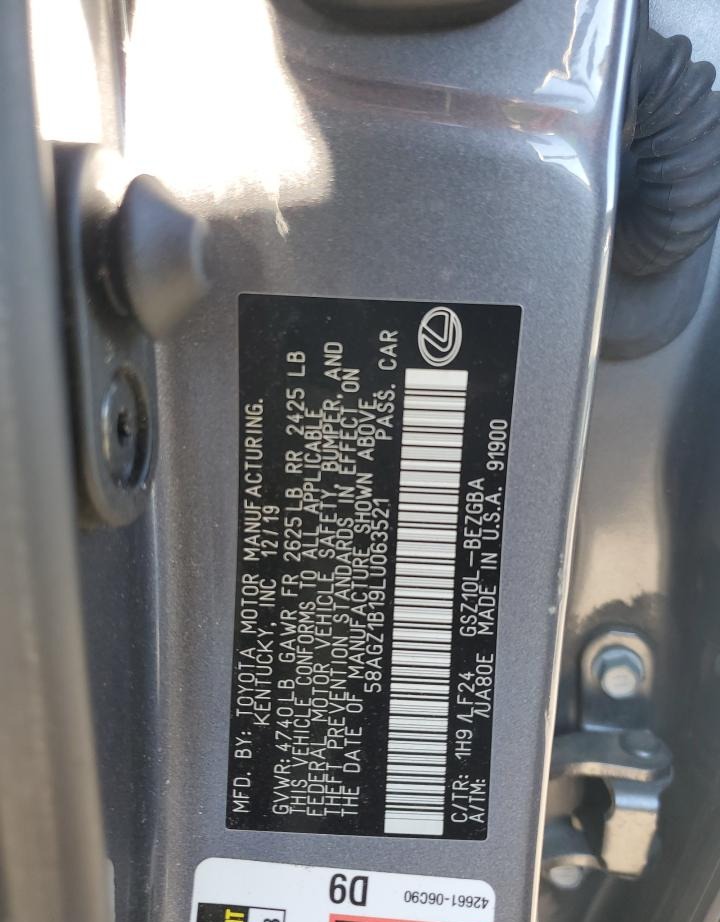 MFD. BY: TOYOTA MOTOR MANUFACTURING.
KENTUCKY, INC 12/19
GVWR: 4740LB GAWR FR 2625LB RR 2425 LB
THIS VEHICLE CONFORMS TO ALL APPLICABLE
FEDERAL MOTOR VEHICLE SAFETY, BUMPER, AND
THEFT PREVENTION STANDARDS IN EFFECT ON
THE DATE OF MANUFACTURE SHOWN ABOVE.
58AGZ1B19LU063521 PASS. CAR
C/TR: 1H9/LF24 GSZ10L-BEZGBA
A/TM: /UA80E MADE IN U.S.A. 91900
D9
42661-06C90